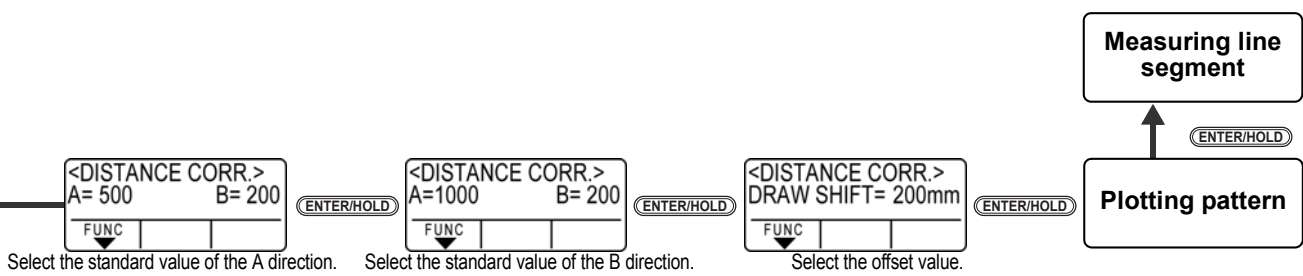 Measuring line
segment
ENTER/HOLD
<DISTANCE CORR.>
A= 500 B= 200
FUNC
ENTER/HOLD
<DISTANCE CORR.>
A=1000 B= 200
FUNC
ENTER/HOLD
<DISTANCE CORR.>
DRAW SHIFT= 200mm
FUNC
ENTER/HOLD
Plotting pattern
Select the standard value of the A direction.
Select the standard value of the B direction.
Select the offset value.